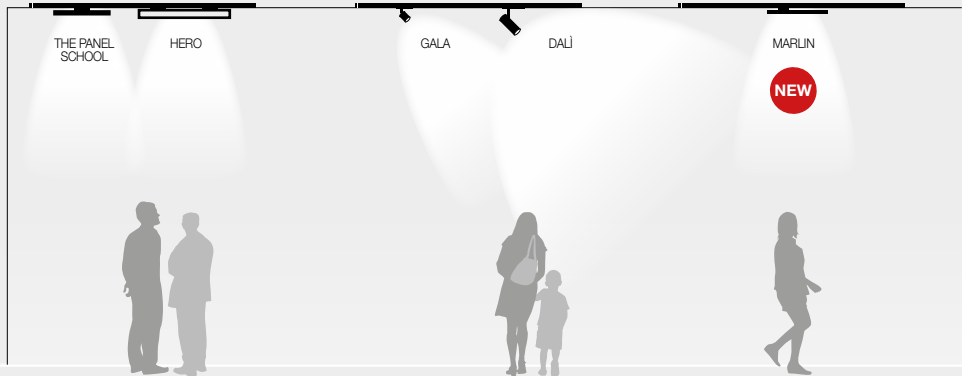 THE PANEL
SCHOOL
HERO
GALA
DALÌ
MARLIN
NEW